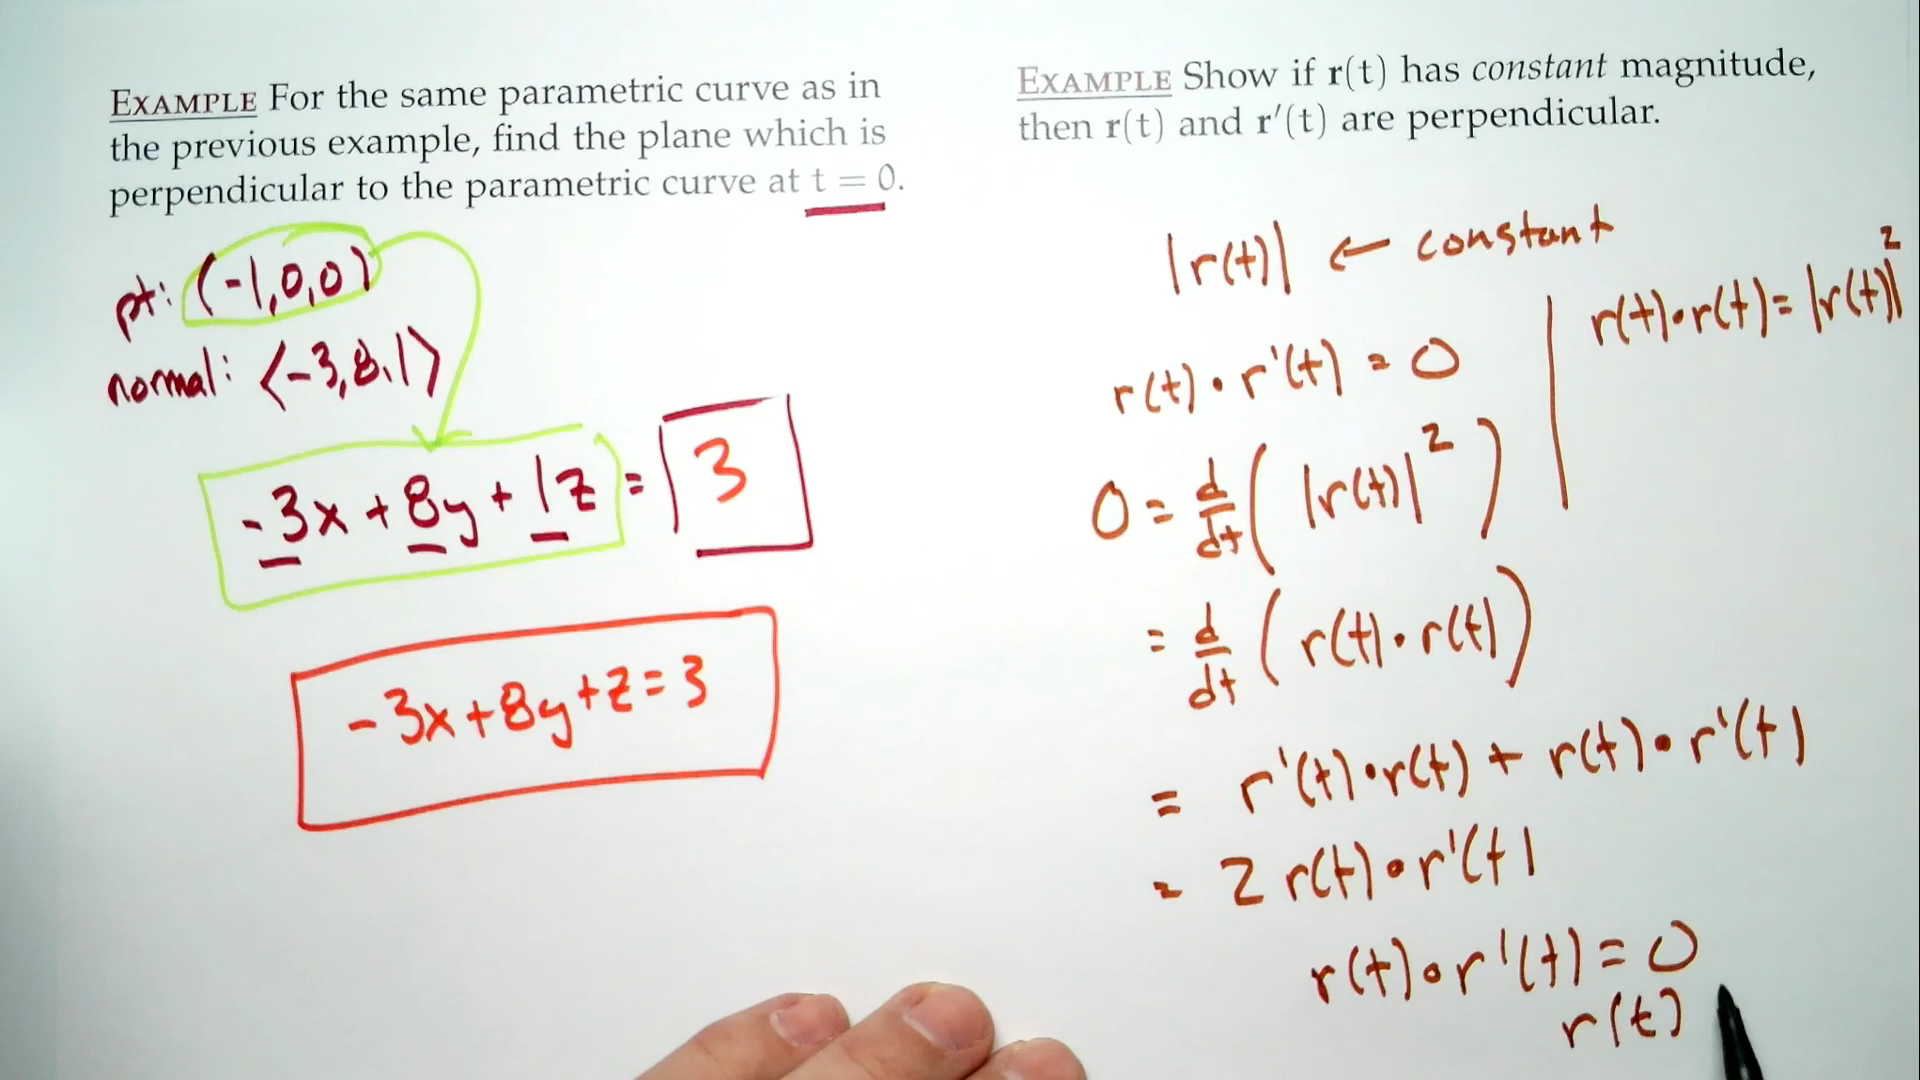 EXAMPLE For the same parametric curve as in
the previous example, find the plane which is
perpendicular to the parametric curve at t = 0.
pt: (-1,0,0)
normal: ⟨-3,8,1⟩
-3x + 8y + 1z = 3
-3x+8y+z=3
EXAMPLE Show if r(t) has constant magnitude,
then r(t) and r′(t) are perpendicular.
|r(t)| ← constant
r(t)·r(t)=|r(t)|²
r(t)·r'(t) = 0
0 = d/dt ( |r(t)|² )
= d/dt ( r(t)·r(t) )
= r'(t)·r(t) + r(t)·r'(t)
= 2 r(t)·r'(t)
r(t)·r'(t) = 0
r(t)